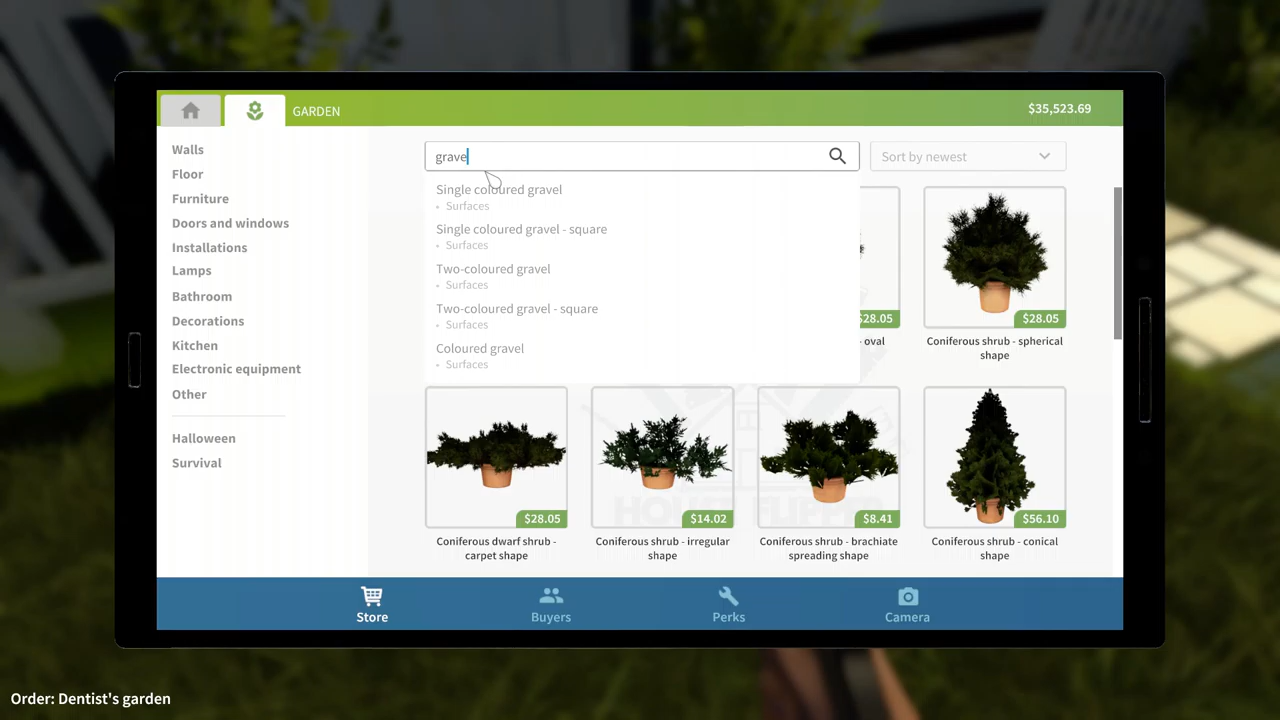 GARDEN
$35,523.69
Walls
Floor
Furniture
Doors and windows
Installations
Lamps
Bathroom
Decorations
Kitchen
Electronic equipment
Other
Halloween
Survival
grave
Sort by newest
Single coloured gravel
• Surfaces
Single coloured gravel - square
• Surfaces
Two-coloured gravel
• Surfaces
Two-coloured gravel - square
• Surfaces
Coloured gravel
• Surfaces
$28.05
- oval
$28.05
Coniferous shrub - spherical
shape
HOUSE FLIPPER
$28.05
Coniferous dwarf shrub -
carpet shape
$14.02
Coniferous shrub - irregular
shape
$8.41
Coniferous shrub - brachiate
spreading shape
$56.10
Coniferous shrub - conical
shape
Store
Buyers
Perks
Camera
Order: Dentist's garden